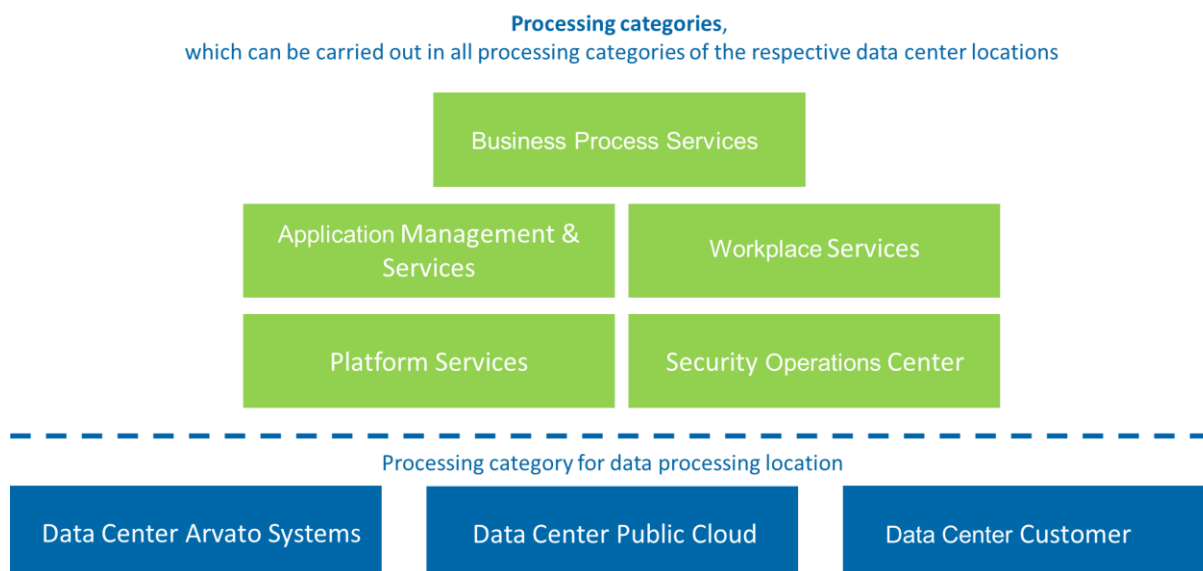 Processing categories,
which can be carried out in all processing categories of the respective data center locations
Business Process Services
Application Management &
Services
Workplace Services
Platform Services
Security Operations Center
Processing category for data processing location
Data Center Arvato Systems
Data Center Public Cloud
Data Center Customer